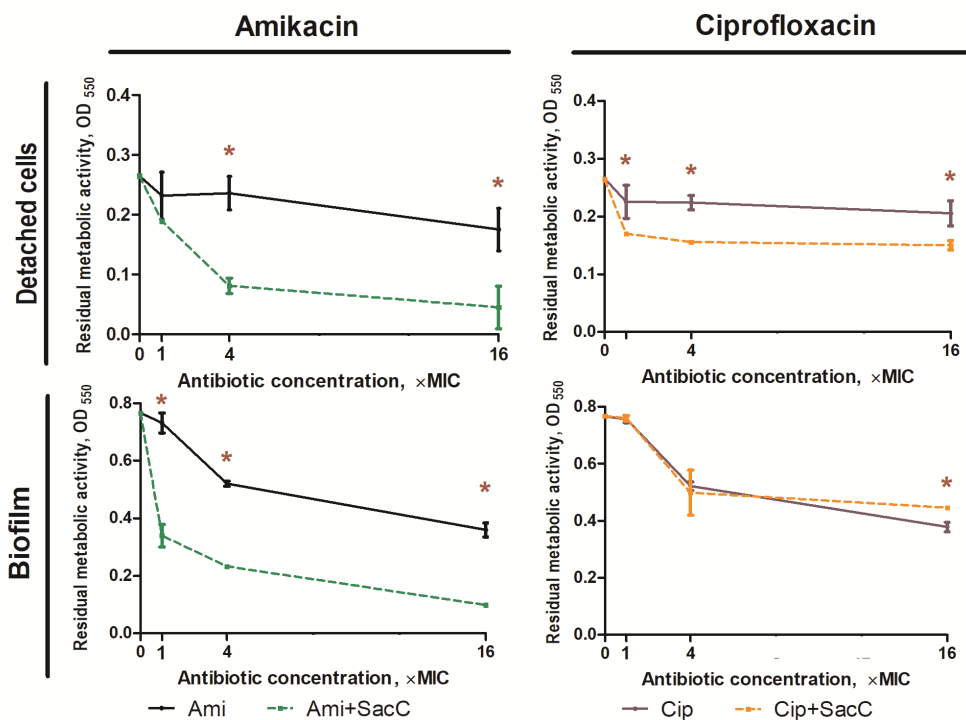 Amikacin
Ciprofloxacin
Detached cells
Residual metabolic activity, OD 550
0.4
0.3
0.2
0.1
0.0
*
*
0 1 4 16
Antibiotic concentration, ×MIC
Residual metabolic activity, OD 550
0.4
0.3
0.2
0.1
0.0
*
*
*
0 1 4 16
Antibiotic concentration, ×MIC
Biofilm
Residual metabolic activity, OD 550
0.8
0.6
0.4
0.2
0.0
*
*
*
0 1 4 16
Antibiotic concentration, ×MIC
Residual metabolic activity, OD 550
0.8
0.6
0.4
0.2
0.0
*
0 1 4 16
Antibiotic concentration, ×MIC
Ami Ami+SacC
Cip Cip+SacC